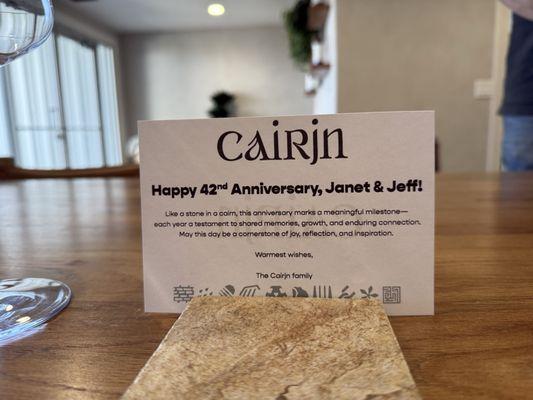 CAIRJN
Happy 42nd Anniversary, Janet & Jeff!
Like a stone in a cairn, this anniversary marks a meaningful milestone—
each year a testament to shared memories, growth, and enduring connection.
May this day be a cornerstone of joy, reflection, and inspiration.
Warmest wishes,
The Cairjn family